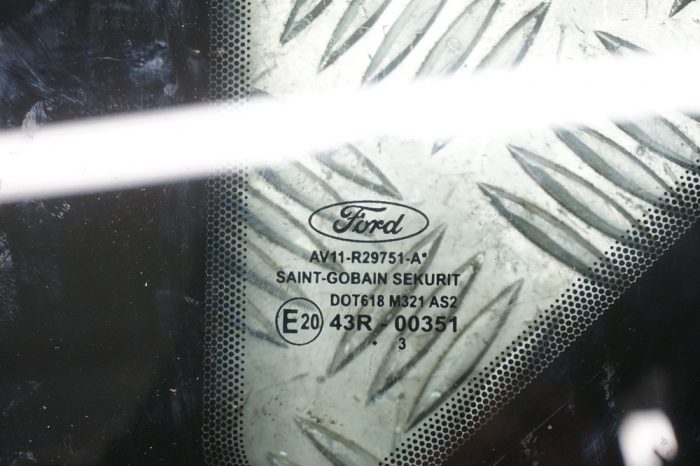 Ford
AV11-R29751-A*
SAINT-GOBAIN SEKURIT
DOT618 M321 AS2
E20 43R - 00351
. 3